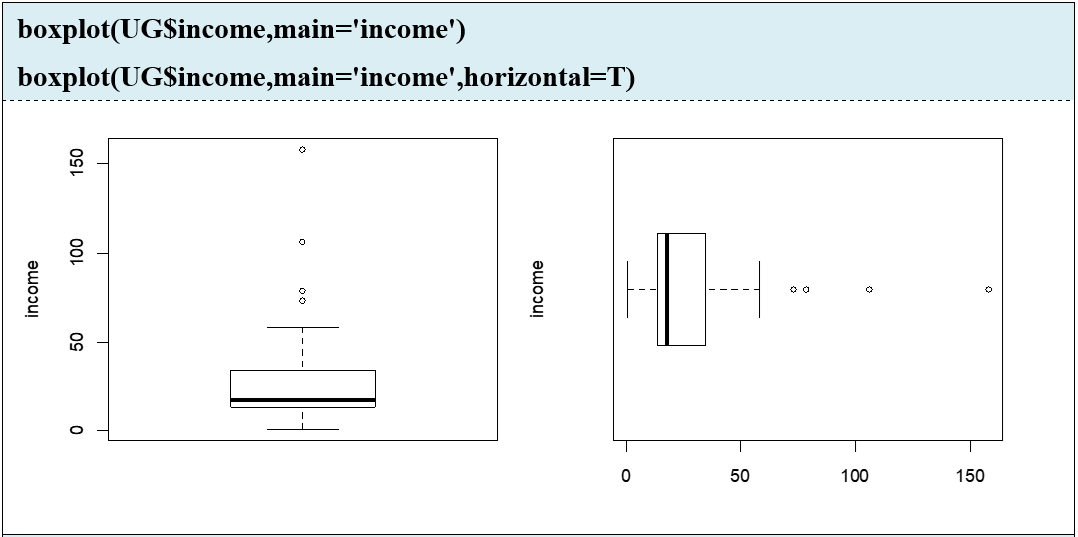 boxplot(UG$income,main='income')
boxplot(UG$income,main='income',horizontal=T)
income
0
50
100
150
income
0 50 100 150